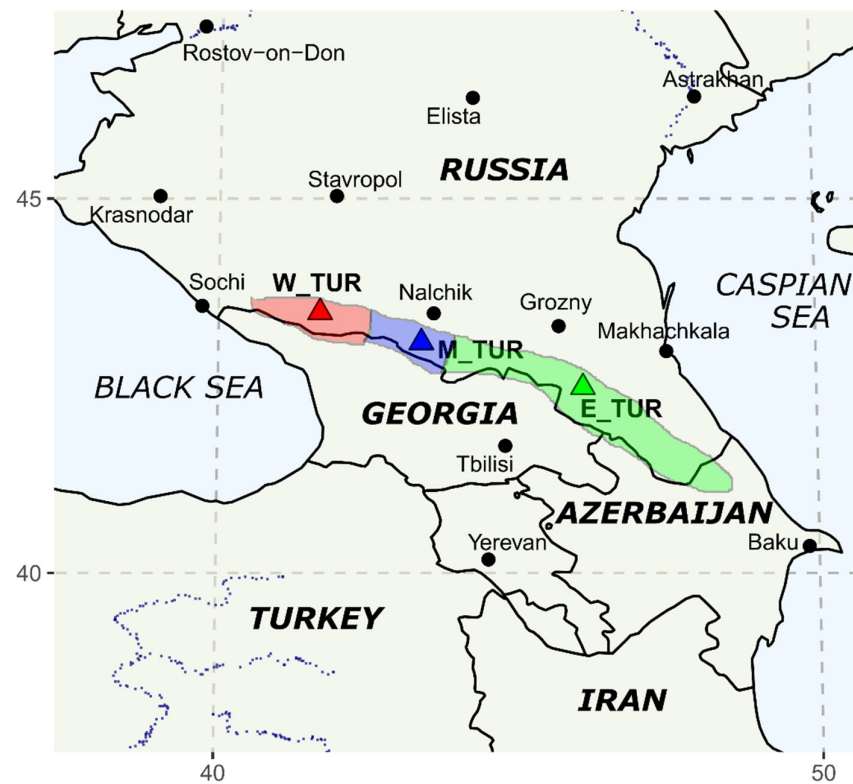 Rostov−on−Don
Astrakhan
Elista
RUSSIA
45
Stavropol
Krasnodar
Sochi
W_TUR
Nalchik
CASPIAN
SEA
Grozny
Makhachkala
M_TUR
BLACK SEA
GEORGIA
E_TUR
Tbilisi
AZERBAIJAN
Yerevan
Baku
40
TURKEY
IRAN
40
50